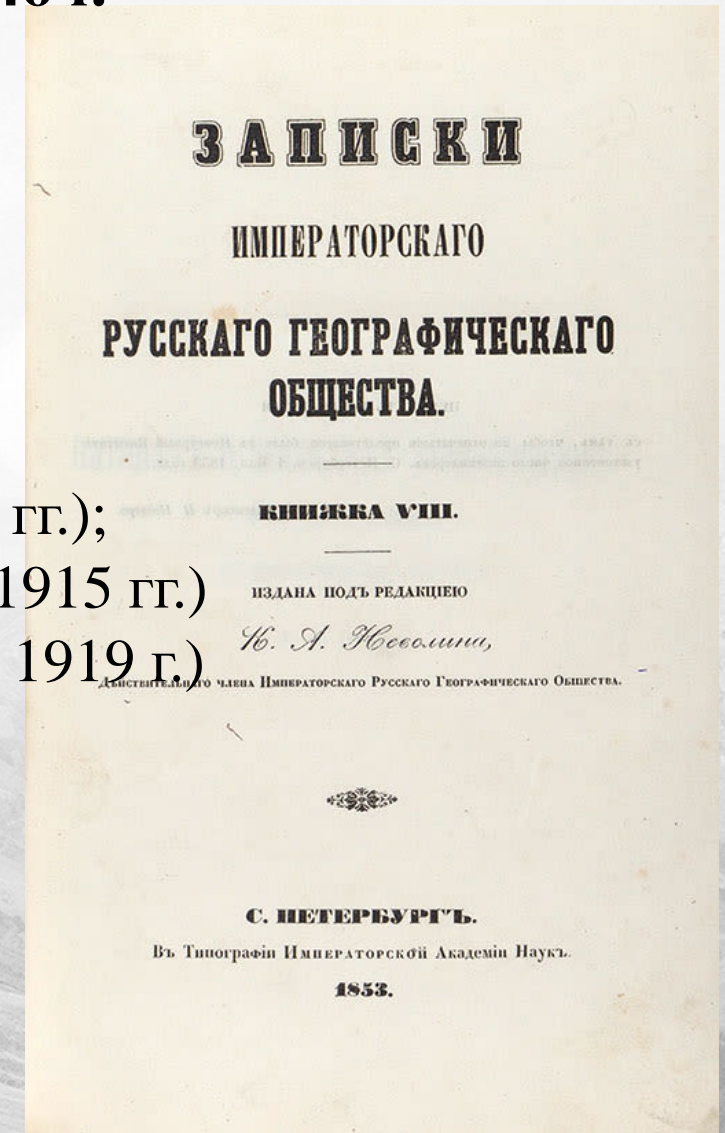 ЗАПИСКИ
ИМПЕРАТОРСКАГО
РУССКАГО ГЕОГРАФИЧЕСКАГО
ОБЩЕСТВА.
КНИЖКА VIII.
гг.);
1915 гг.)
1919 г.)
ИЗДАНА ПОДЪ РЕДАКЦІЕЮ
К. А. Неволина,
Дѣйствительнаго члена Императорскаго Русскаго Географическаго Общества.
С. ПЕТЕРБУРГЪ.
Въ Типографіи Императорской Академіи Наукъ.
1853.